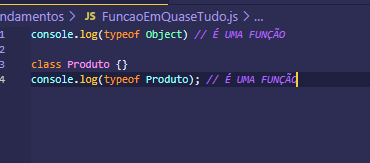 ndamentos > JS FuncaoEmQuaseTudo.js > ...
1 console.log(typeof Object) // É UMA FUNÇÃO
2
3 class Produto {}
4 console.log(typeof Produto); // É UMA FUNÇÃO